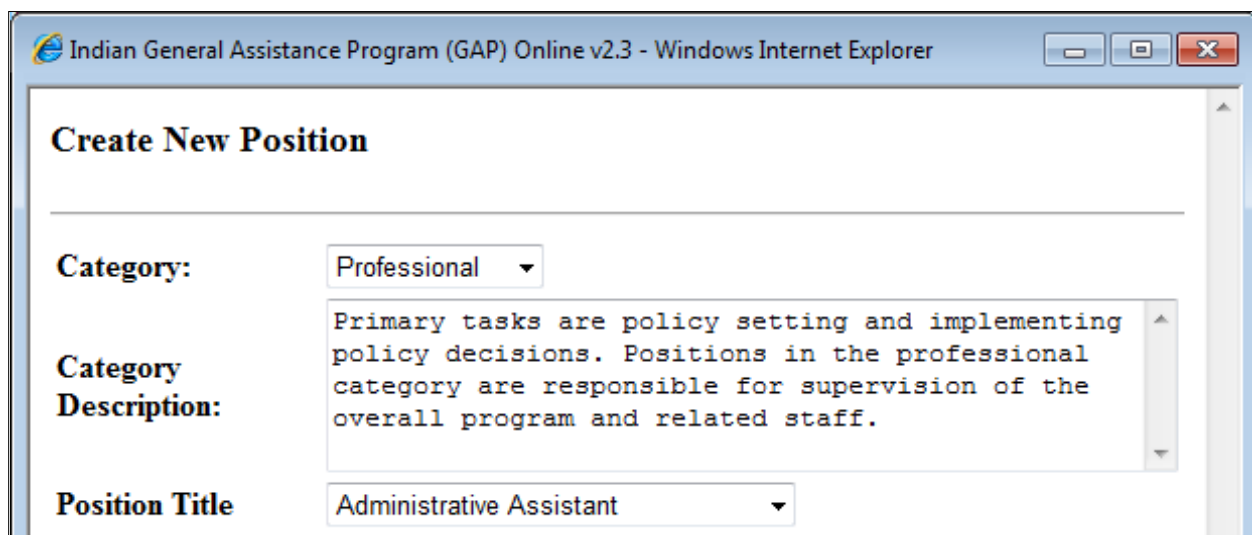 Indian General Assistance Program (GAP) Online v2.3 - Windows Internet Explorer
Create New Position
Category:
Professional
Category
Description:
Primary tasks are policy setting and implementing
policy decisions. Positions in the professional
category are responsible for supervision of the
overall program and related staff.
Position Title
Administrative Assistant